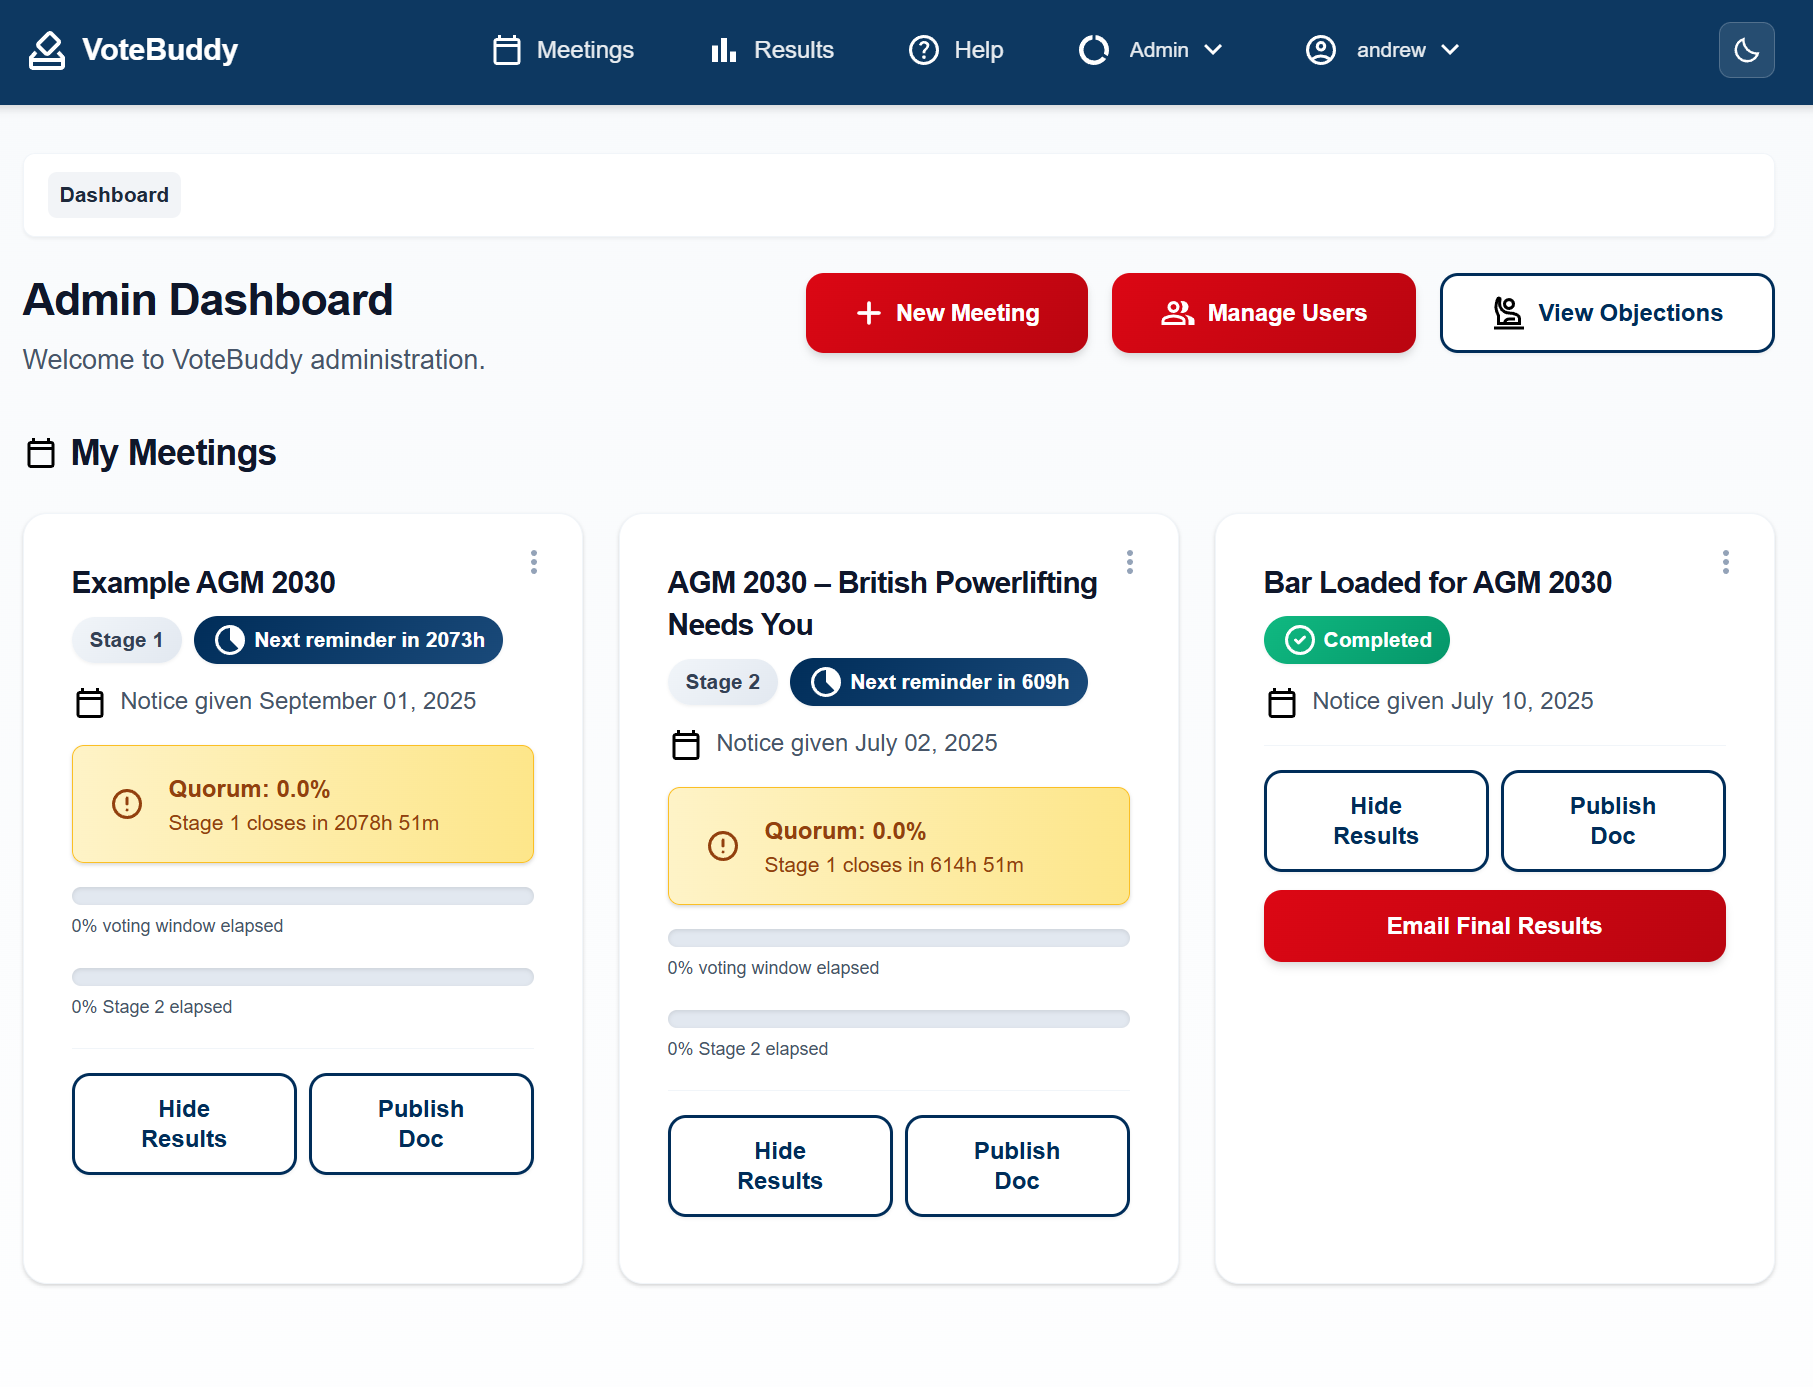 VoteBuddy
Meetings
Results
Help
Admin
andrew
Dashboard
Admin Dashboard
Welcome to VoteBuddy administration.
New Meeting
Manage Users
View Objections
My Meetings
Example AGM 2030
Stage 1
Next reminder in 2073h
Notice given September 01, 2025
Quorum: 0.0%
Stage 1 closes in 2078h 51m
0% voting window elapsed
0% Stage 2 elapsed
Hide
Results
Publish
Doc
AGM 2030 – British Powerlifting
Needs You
Stage 2
Next reminder in 609h
Notice given July 02, 2025
Quorum: 0.0%
Stage 1 closes in 614h 51m
0% voting window elapsed
0% Stage 2 elapsed
Hide
Results
Publish
Doc
Bar Loaded for AGM 2030
Completed
Notice given July 10, 2025
Hide
Results
Publish
Doc
Email Final Results